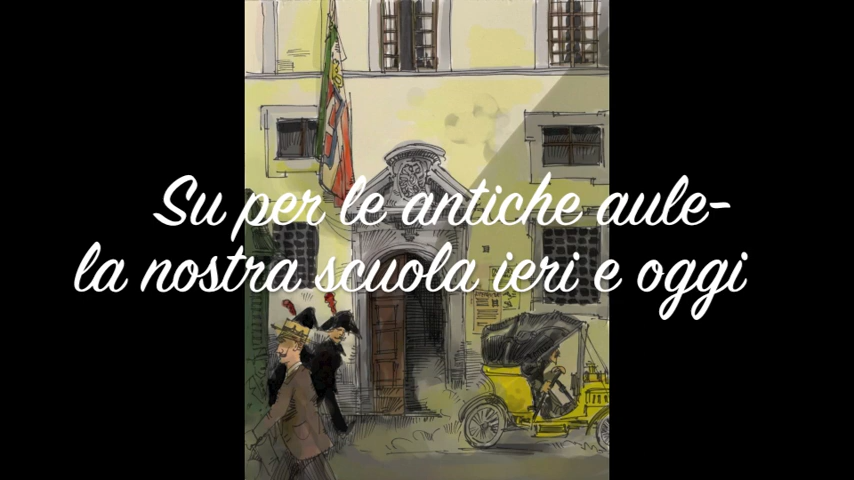 Su per le antiche aule-
la nostra scuola ieri e oggi